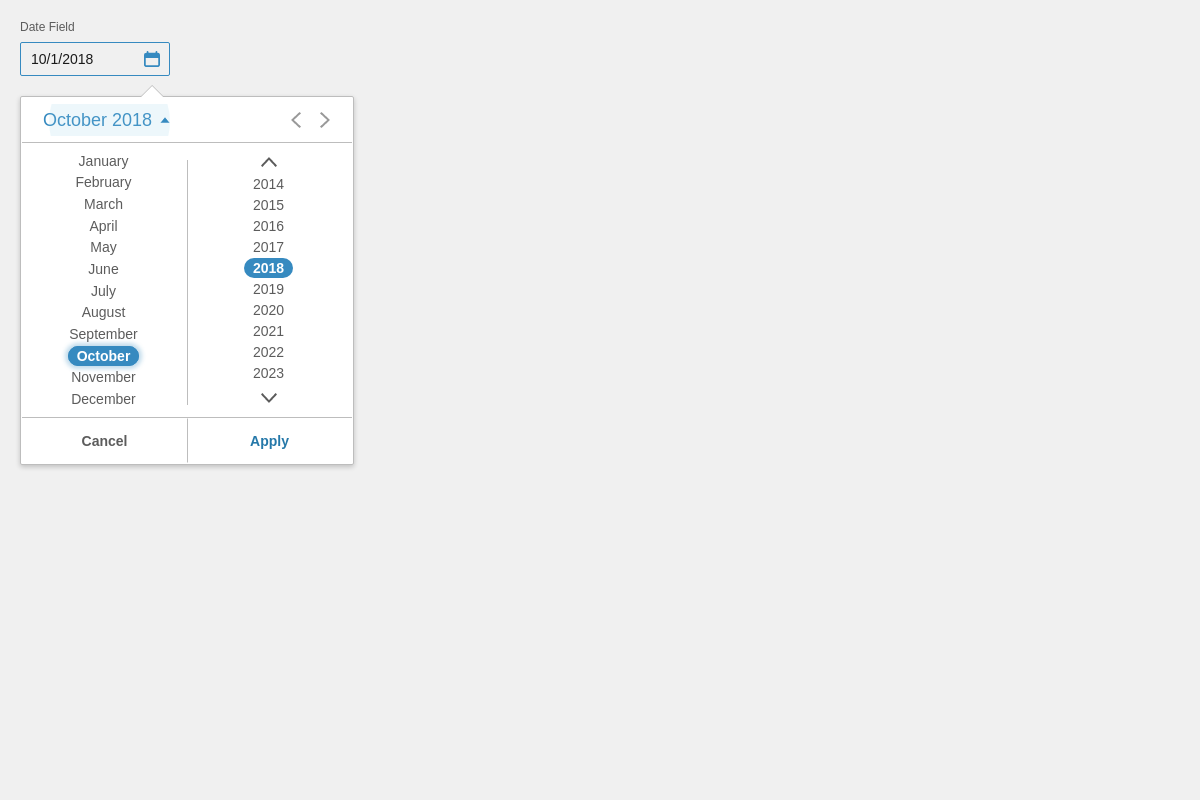 Date Field
10/1/2018
October 2018
January
February
March
April
May
June
July
August
September
October
November
December
2014
2015
2016
2017
2018
2019
2020
2021
2022
2023
Cancel
Apply